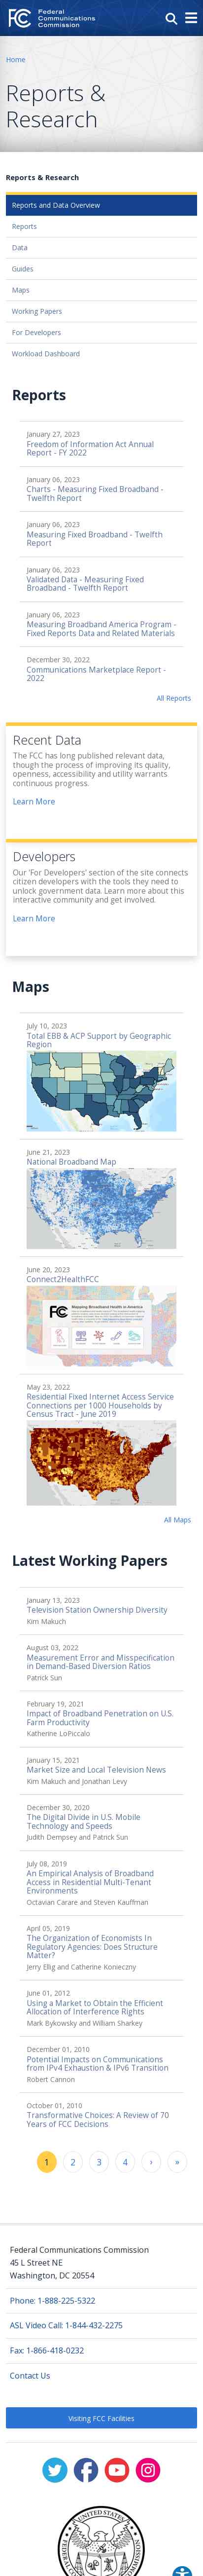 Federal
Communications
Commission
Home
Reports &
Research
Reports & Research
Reports and Data Overview
Reports
Data
Guides
Maps
Working Papers
For Developers
Workload Dashboard
Reports
January 27, 2023
Freedom of Information Act Annual
Report - FY 2022
January 06, 2023
Charts - Measuring Fixed Broadband -
Twelfth Report
January 06, 2023
Measuring Fixed Broadband - Twelfth
Report
January 06, 2023
Validated Data - Measuring Fixed
Broadband - Twelfth Report
January 06, 2023
Measuring Broadband America Program -
Fixed Reports Data and Related Materials
December 30, 2022
Communications Marketplace Report -
2022
All Reports
Recent Data
The FCC has long published relevant data,
though the process of improving its quality,
openness, accessibility and utility warrants
continuous progress.
Learn More
Developers
Our 'For Developers' section of the site connects
citizen developers with the tools they need to
unlock government data. Learn more about this
interactive community and get involved.
Learn More
Maps
July 10, 2023
Total EBB & ACP Support by Geographic
Region
June 21, 2023
National Broadband Map
June 20, 2023
Connect2HealthFCC
FCC
Mapping Broadband Health in America
May 23, 2022
Residential Fixed Internet Access Service
Connections per 1000 Households by
Census Tract - June 2019
All Maps
Latest Working Papers
January 13, 2023
Television Station Ownership Diversity
Kim Makuch
August 03, 2022
Measurement Error and Misspecification
in Demand-Based Diversion Ratios
Patrick Sun
February 19, 2021
Impact of Broadband Penetration on U.S.
Farm Productivity
Katherine LoPiccalo
January 15, 2021
Market Size and Local Television News
Kim Makuch and Jonathan Levy
December 30, 2020
The Digital Divide in U.S. Mobile
Technology and Speeds
Judith Dempsey and Patrick Sun
July 08, 2019
An Empirical Analysis of Broadband
Access in Residential Multi-Tenant
Environments
Octavian Carare and Steven Kauffman
April 05, 2019
The Organization of Economists In
Regulatory Agencies: Does Structure
Matter?
Jerry Ellig and Catherine Konieczny
June 01, 2012
Using a Market to Obtain the Efficient
Allocation of Interference Rights
Mark Bykowsky and William Sharkey
December 01, 2010
Potential Impacts on Communications
from IPv4 Exhaustion & IPv6 Transition
Robert Cannon
October 01, 2010
Transformative Choices: A Review of 70
Years of FCC Decisions
1 2 3 4 › »
Federal Communications Commission
45 L Street NE
Washington, DC 20554
Phone: 1-888-225-5322
ASL Video Call: 1-844-432-2275
Fax: 1-866-418-0232
Contact Us
Visiting FCC Facilities